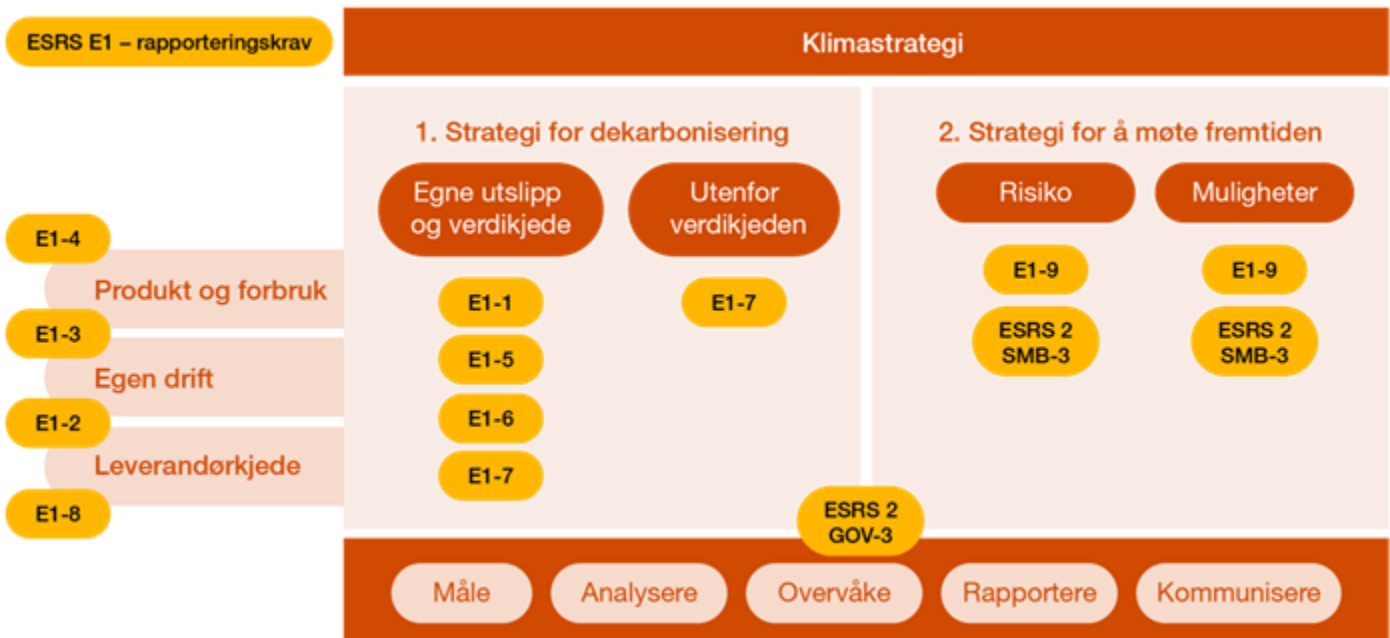 ESRS E1 – rapporteringskrav
Klimastrategi
1. Strategi for dekarbonisering
2. Strategi for å møte fremtiden
Egne utslipp
og verdikjede
Utenfor
verdikjeden
Risiko
Muligheter
E1-4
Produkt og forbruk
E1-3
Egen drift
E1-2
Leverandørkjede
E1-8
E1-1
E1-5
E1-6
E1-7
E1-7
E1-9
ESRS 2
SMB-3
E1-9
ESRS 2
SMB-3
ESRS 2
GOV-3
Måle
Analysere
Overvåke
Rapportere
Kommunisere